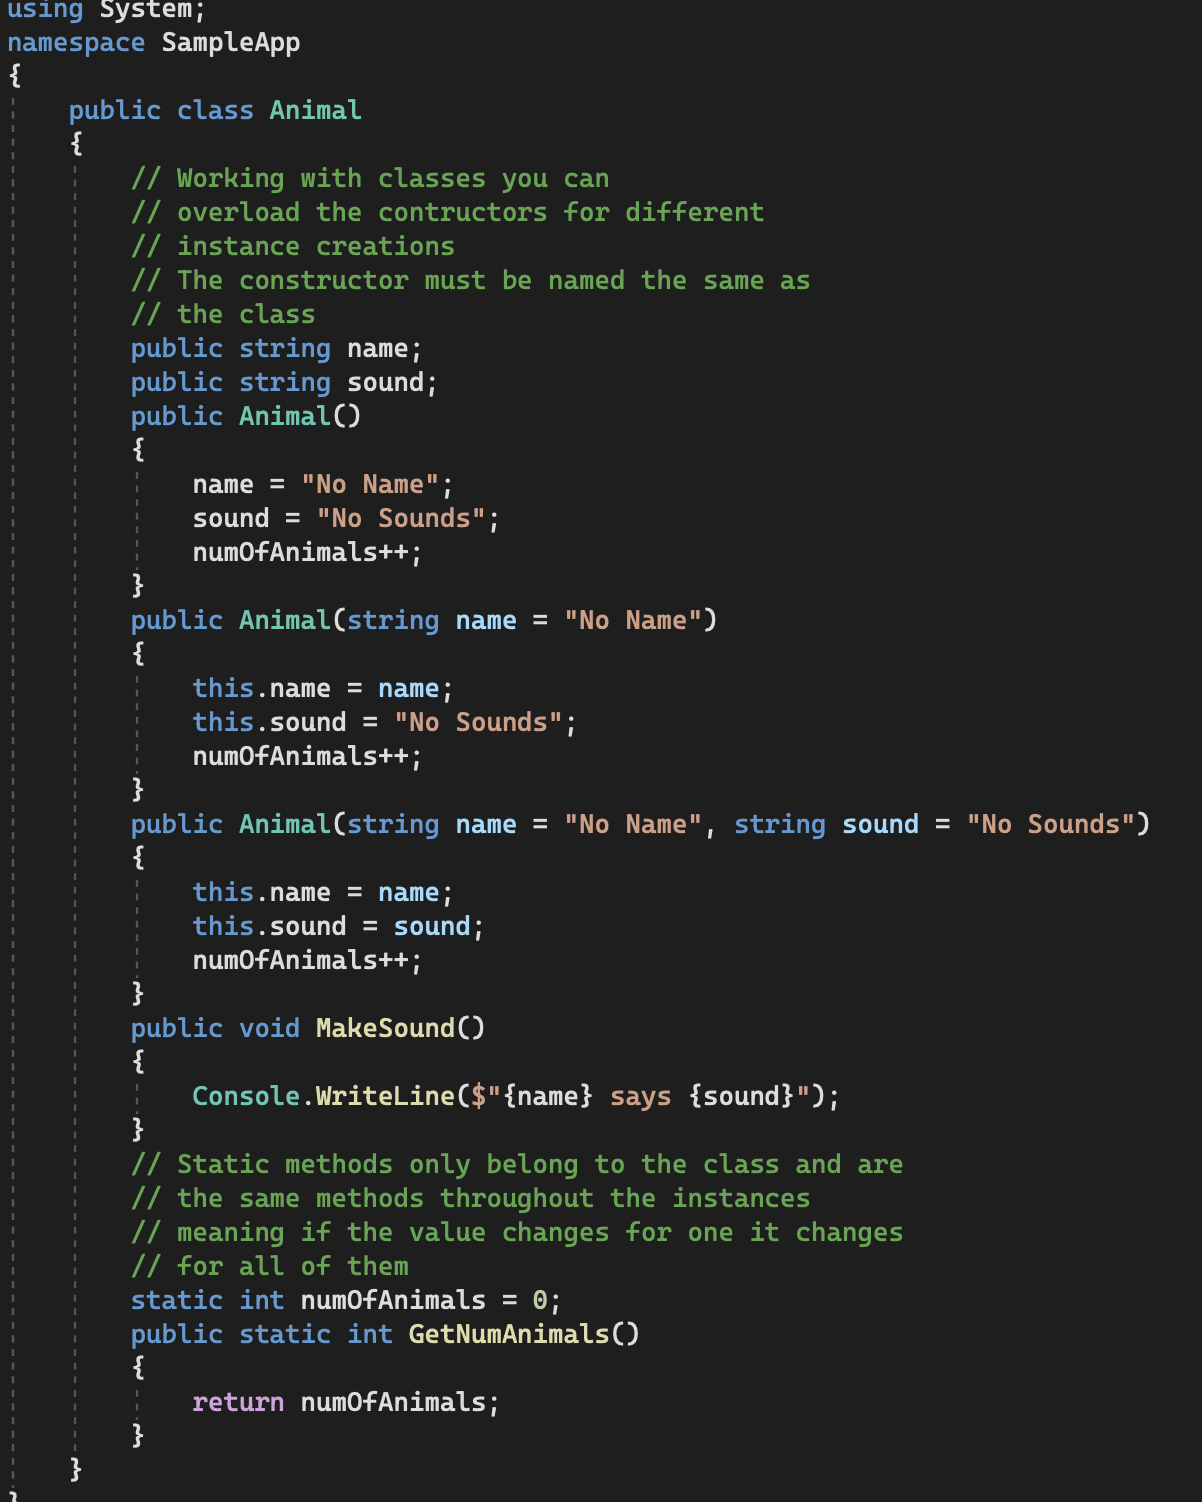 using System;
namespace SampleApp
{
    public class Animal
    {
        // Working with classes you can
        // overload the contructors for different
        // instance creations
        // The constructor must be named the same as
        // the class
        public string name;
        public string sound;
        public Animal()
        {
            name = "No Name";
            sound = "No Sounds";
            numOfAnimals++;
        }
        public Animal(string name = "No Name")
        {
            this.name = name;
            this.sound = "No Sounds";
            numOfAnimals++;
        }
        public Animal(string name = "No Name", string sound = "No Sounds")
        {
            this.name = name;
            this.sound = sound;
            numOfAnimals++;
        }
        public void MakeSound()
        {
            Console.WriteLine($"{name} says {sound}");
        }
        // Static methods only belong to the class and are
        // the same methods throughout the instances
        // meaning if the value changes for one it changes
        // for all of them
        static int numOfAnimals = 0;
        public static int GetNumAnimals()
        {
            return numOfAnimals;
        }
    }
}